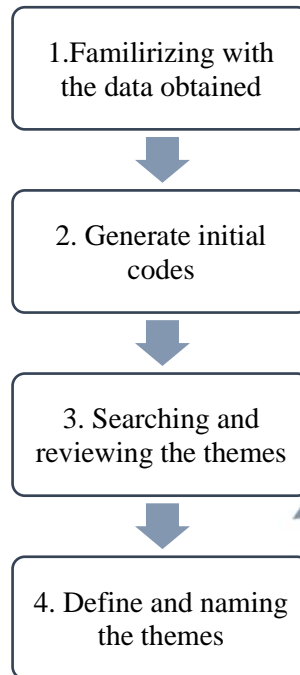 1.Familirizing with
the data obtained
2. Generate initial
codes
3. Searching and
reviewing the themes
4. Define and naming
the themes